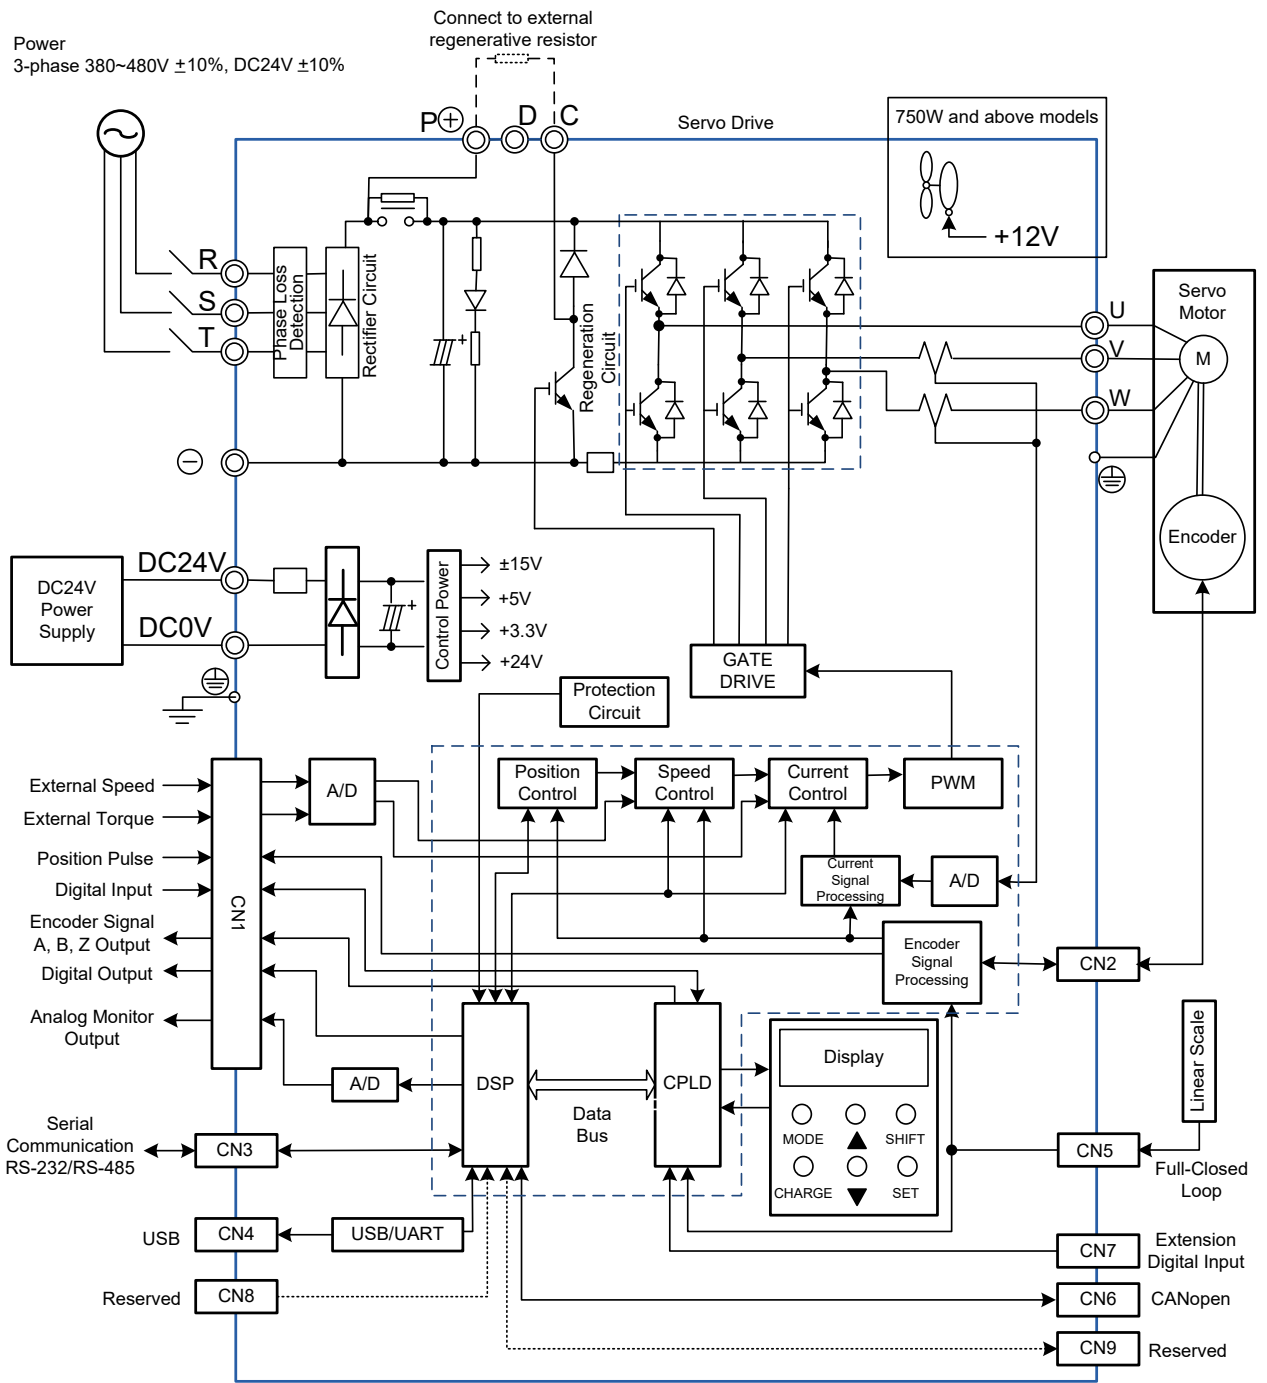 Connect to external
regenerative resistor
Power
3-phase 380~480V ±10%, DC24V ±10%
P⊕
D
C
Servo Drive
750W and above models
+12V
R
S
T
Phase Loss
Detection
Rectifier Circuit
+
Regeneration
Circuit
U
V
W
Servo
Motor
M
Encoder
DC24V
Power
Supply
DC24V
DC0V
+
Control Power
±15V
+5V
+3.3V
+24V
GATE
DRIVE
Protection
Circuit
External Speed
External Torque
Position Pulse
Digital Input
Encoder Signal
A, B, Z Output
Digital Output
Analog Monitor
Output
CN1
A/D
Position
Control
Speed
Control
Current
Control
PWM
Current
Signal
Processing
A/D
Encoder
Signal
Processing
CN2
A/D
DSP
Data
Bus
CPLD
Display
MODE
▲
SHIFT
CHARGE
▼
SET
Linear Scale
Serial
Communication
RS-232/RS-485
CN3
CN5
Full-Closed
Loop
USB
CN4
USB/UART
CN7
Extension
Digital Input
Reserved
CN8
CN6
CANopen
CN9
Reserved